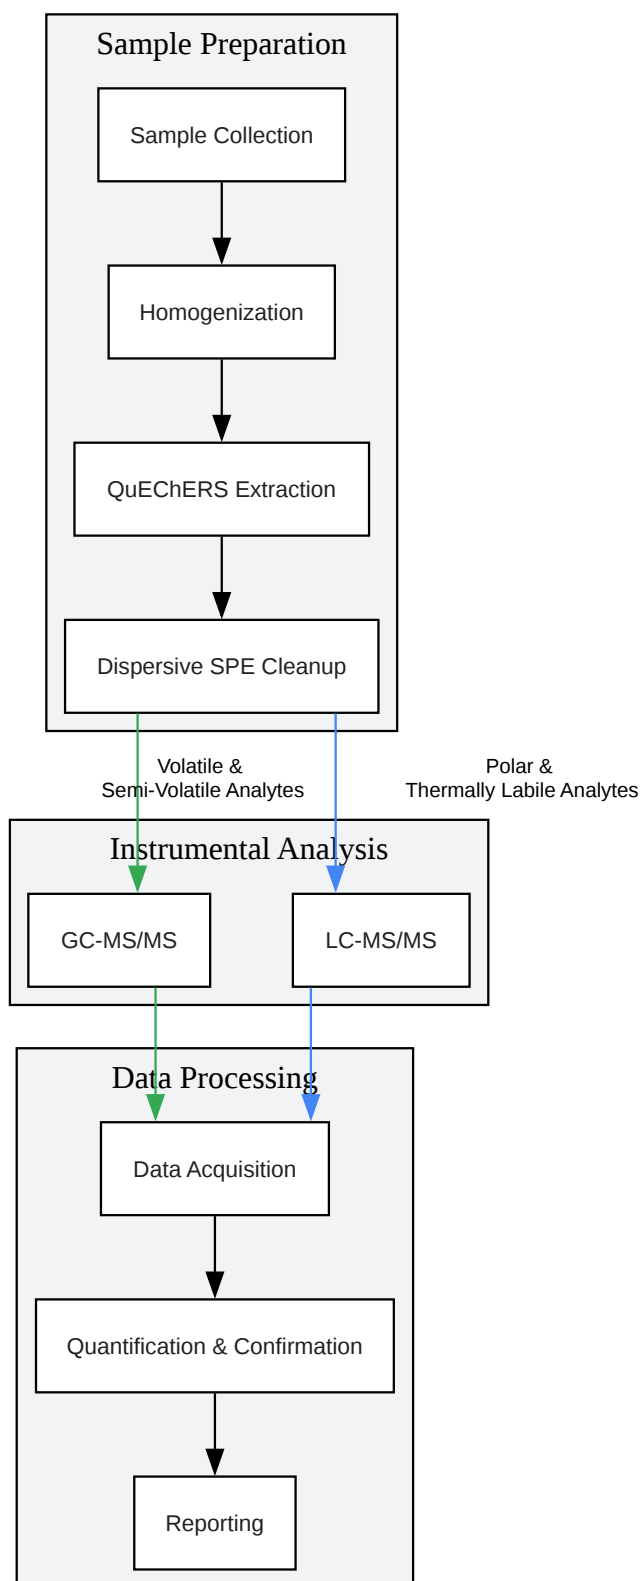 Sample Preparation
Sample Collection
Homogenization
QuEChERS Extraction
Dispersive SPE Cleanup
Volatile &
Semi-Volatile Analytes
Polar &
Thermally Labile Analytes
Instrumental Analysis
GC-MS/MS
LC-MS/MS
Data Processing
Data Acquisition
Quantification & Confirmation
Reporting